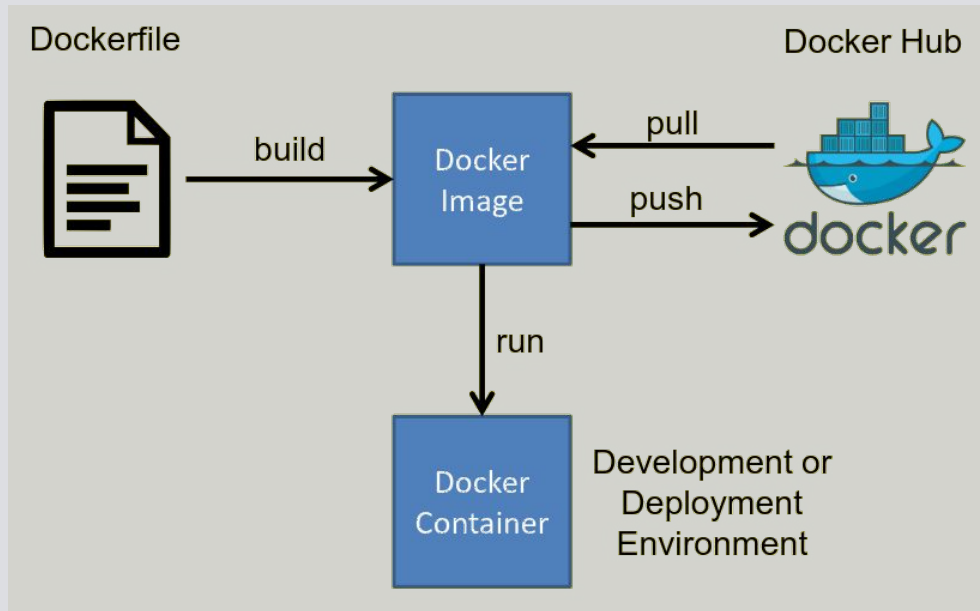 Dockerfile
Docker Hub
build
Docker
Image
pull
push
docker
run
Docker
Container
Development or
Deployment
Environment